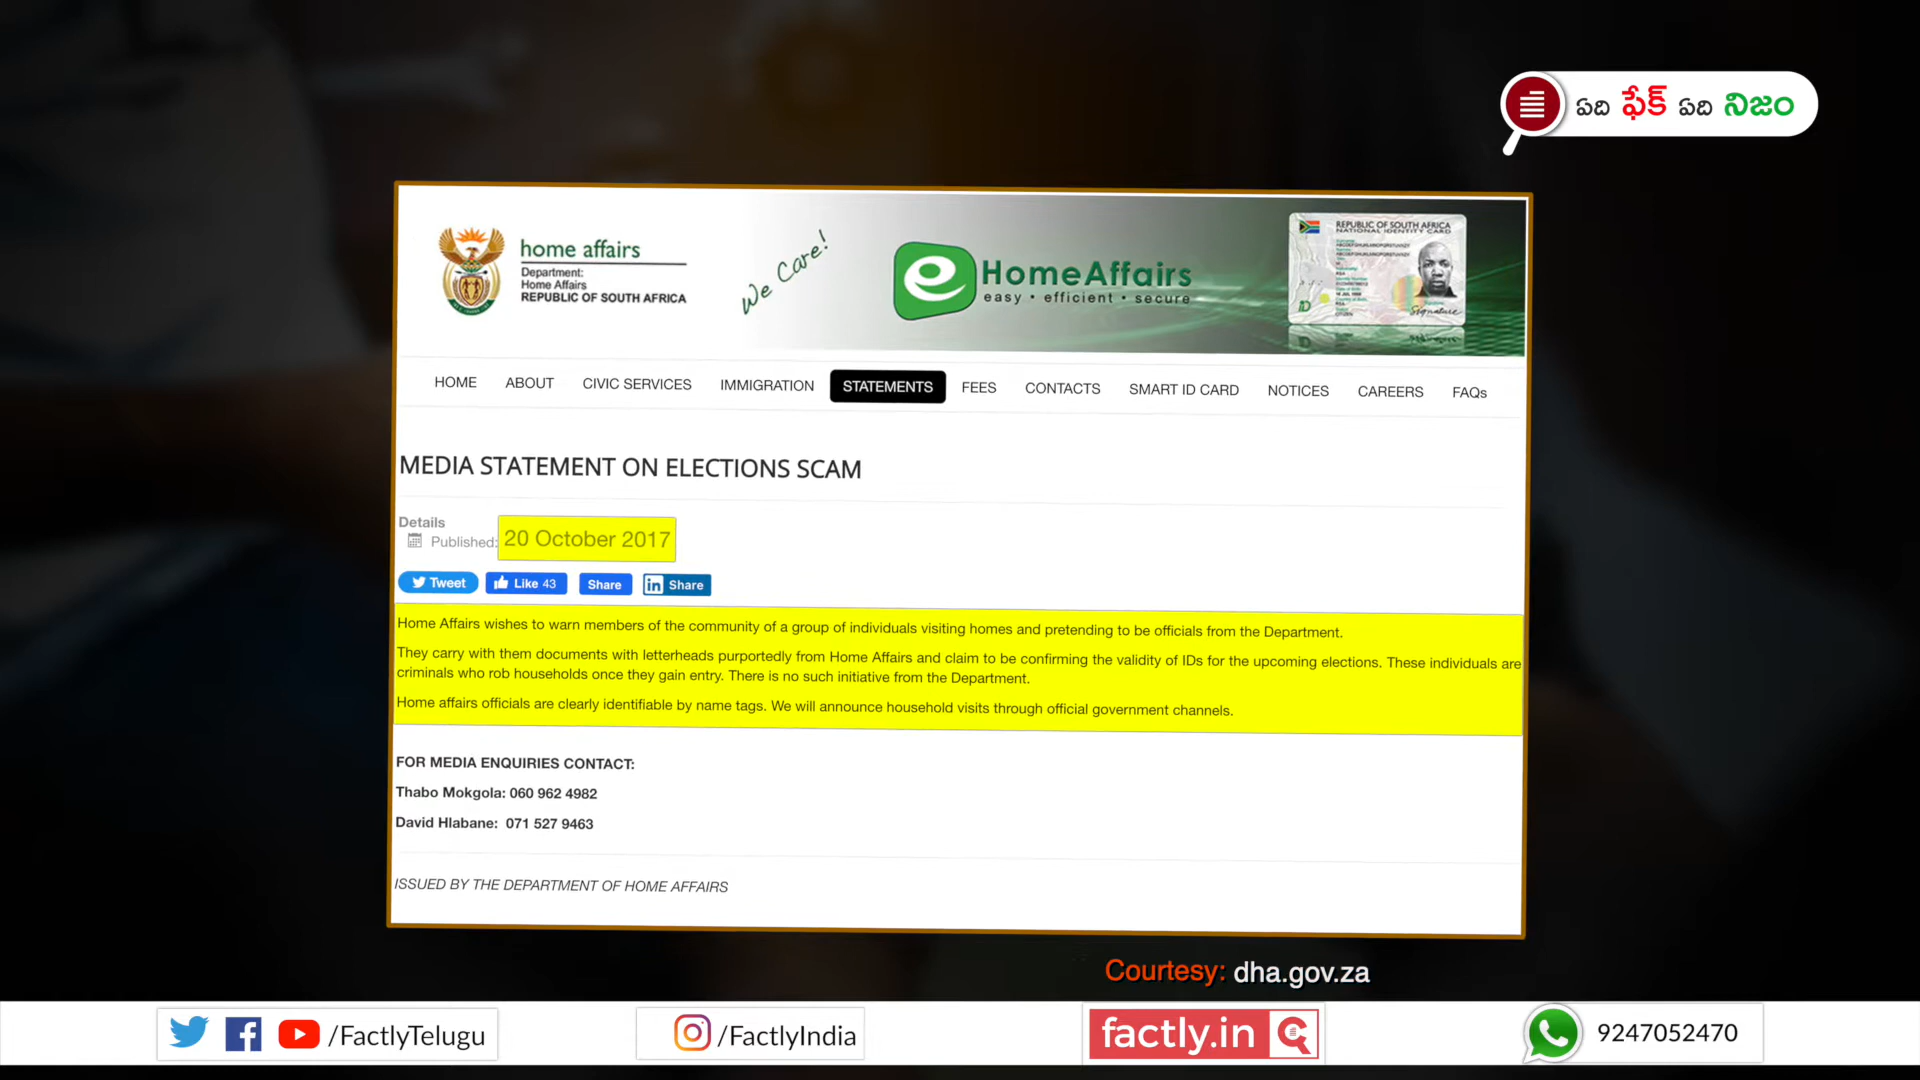 ఏది ఫేక్ ఏది నిజం
home affairs
Department:
Home Affairs
REPUBLIC OF SOUTH AFRICA
We Care!
e HomeAffairs
easy • efficient • secure
REPUBLIC OF SOUTH AFRICA
NATIONAL IDENTITY CARD
Signature
HOME ABOUT CIVIC SERVICES IMMIGRATION STATEMENTS FEES CONTACTS SMART ID CARD NOTICES CAREERS FAQs
MEDIA STATEMENT ON ELECTIONS SCAM
Details
Published: 20 October 2017
Tweet Like 43 Share in Share
Home Affairs wishes to warn members of the community of a group of individuals visiting homes and pretending to be officials from the Department.
They carry with them documents with letterheads purportedly from Home Affairs and claim to be confirming the validity of IDs for the upcoming elections. These individuals are
criminals who rob households once they gain entry. There is no such initiative from the Department.
Home affairs officials are clearly identifiable by name tags. We will announce household visits through official government channels.
FOR MEDIA ENQUIRIES CONTACT:
Thabo Mokgola: 060 962 4982
David Hlabane: 071 527 9463
ISSUED BY THE DEPARTMENT OF HOME AFFAIRS
Courtesy: dha.gov.za
/FactlyTelugu
/FactlyIndia
factly.in
9247052470